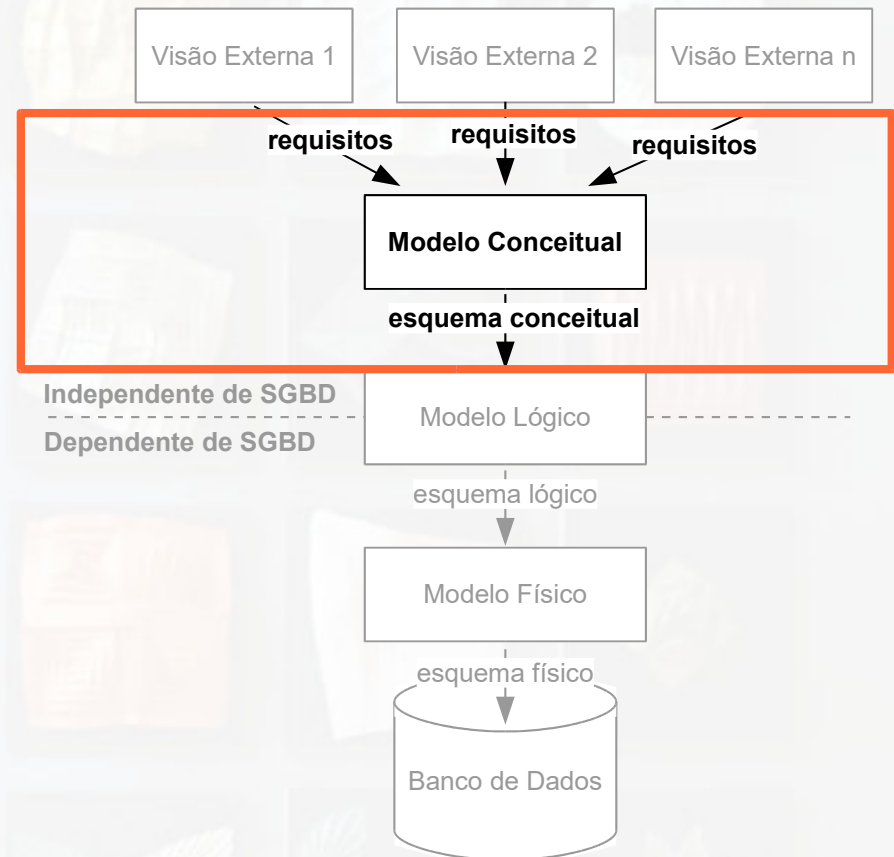 Visão Externa 1
Visão Externa 2
Visão Externa n
requisitos
requisitos
requisitos
Modelo Conceitual
esquema conceitual
Independente de SGBD
Modelo Lógico
Dependente de SGBD
esquema lógico
Modelo Físico
esquema físico
Banco de Dados